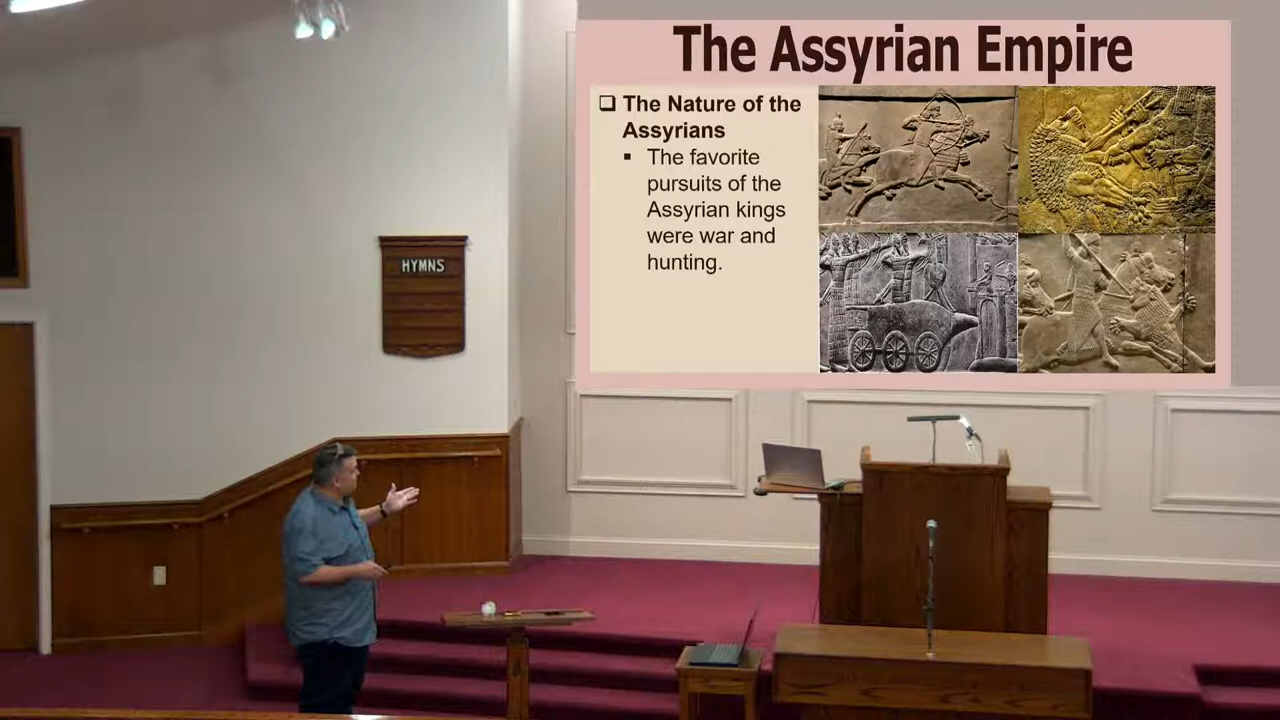 The Assyrian Empire
❑ The Nature of the
Assyrians
▪ The favorite
pursuits of the
Assyrian kings
were war and
hunting.
HYMNS